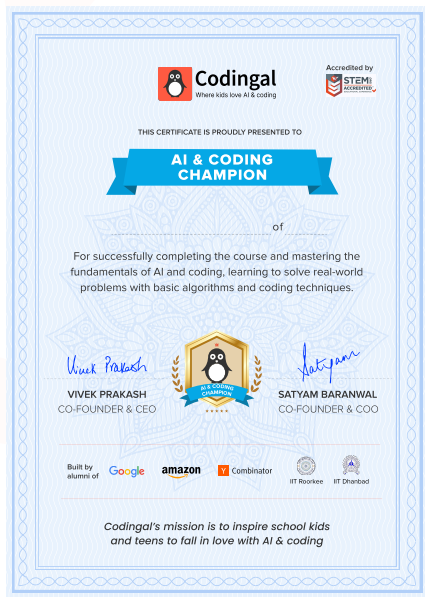 Codingal
Where kids love AI & coding
Accredited by
STEM.ORG
ACCREDITED
THIS CERTIFICATE IS PROUDLY PRESENTED TO
AI & CODING
CHAMPION
of
For successfully completing the course and mastering the
fundamentals of AI and coding, learning to solve real-world
problems with basic algorithms and coding techniques.
Vivek Prakash
Satyam
AI & CODING
CHAMPION
VIVEK PRAKASH
CO-FOUNDER & CEO
SATYAM BARANWAL
CO-FOUNDER & COO
Built by
alumni of
Google
amazon
Y Combinator
IIT Roorkee
IIT Dhanbad
Codingal's mission is to inspire school kids
and teens to fall in love with AI & coding